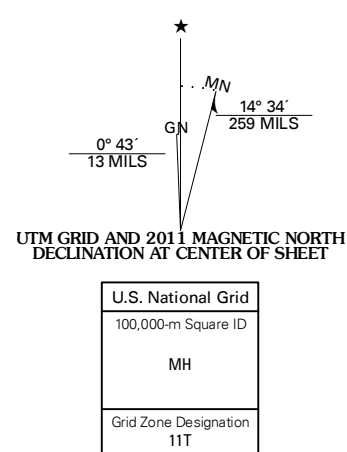 ★
MN
GN
14° 34´
259 MILS
0° 43´
13 MILS
UTM GRID AND 2011 MAGNETIC NORTH
DECLINATION AT CENTER OF SHEET
U.S. National Grid
100,000-m Square ID
MH
Grid Zone Designation
11T